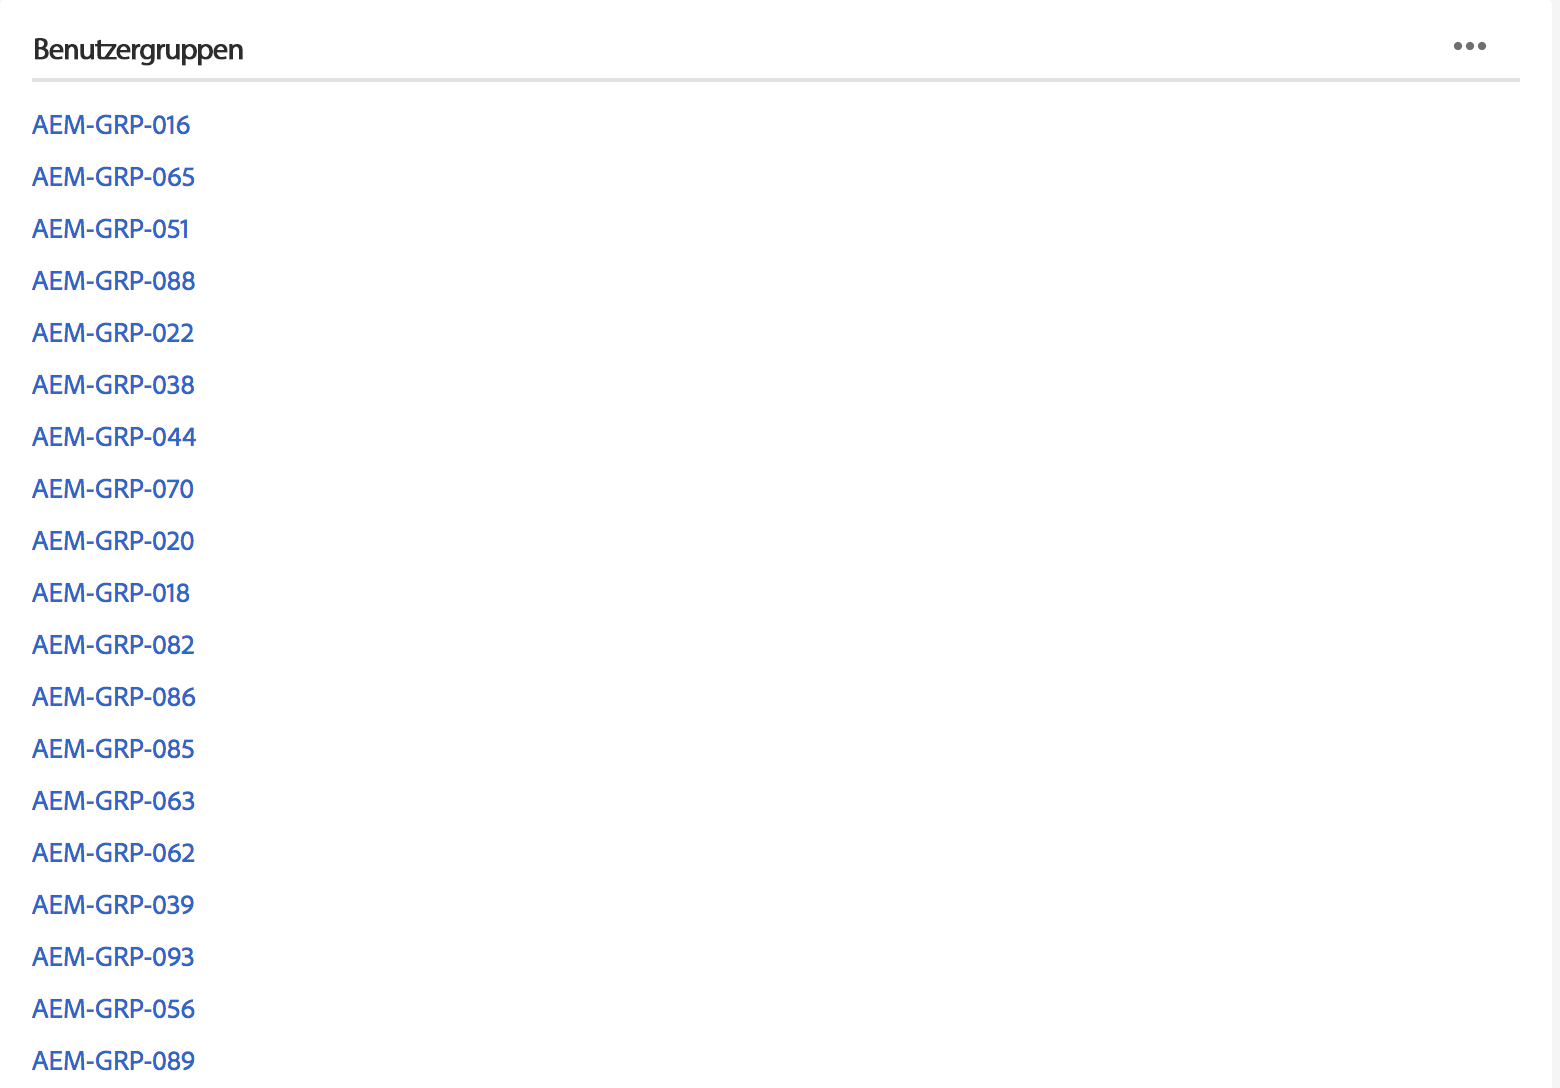 Benutzergruppen
AEM-GRP-016
AEM-GRP-065
AEM-GRP-051
AEM-GRP-088
AEM-GRP-022
AEM-GRP-038
AEM-GRP-044
AEM-GRP-070
AEM-GRP-020
AEM-GRP-018
AEM-GRP-082
AEM-GRP-086
AEM-GRP-085
AEM-GRP-063
AEM-GRP-062
AEM-GRP-039
AEM-GRP-093
AEM-GRP-056
AEM-GRP-089